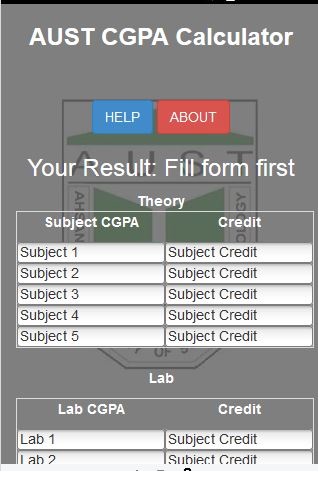 AUST CGPA Calculator
HELP ABOUT
AUST
Your Result: Fill form first
Theory
Subject CGPA Credit
Subject 1 Subject Credit
Subject 2 Subject Credit
Subject 3 Subject Credit
Subject 4 Subject Credit
Subject 5 Subject Credit
Lab
Lab CGPA Credit
Lab 1 Subject Credit
Lab 2 Subject Credit